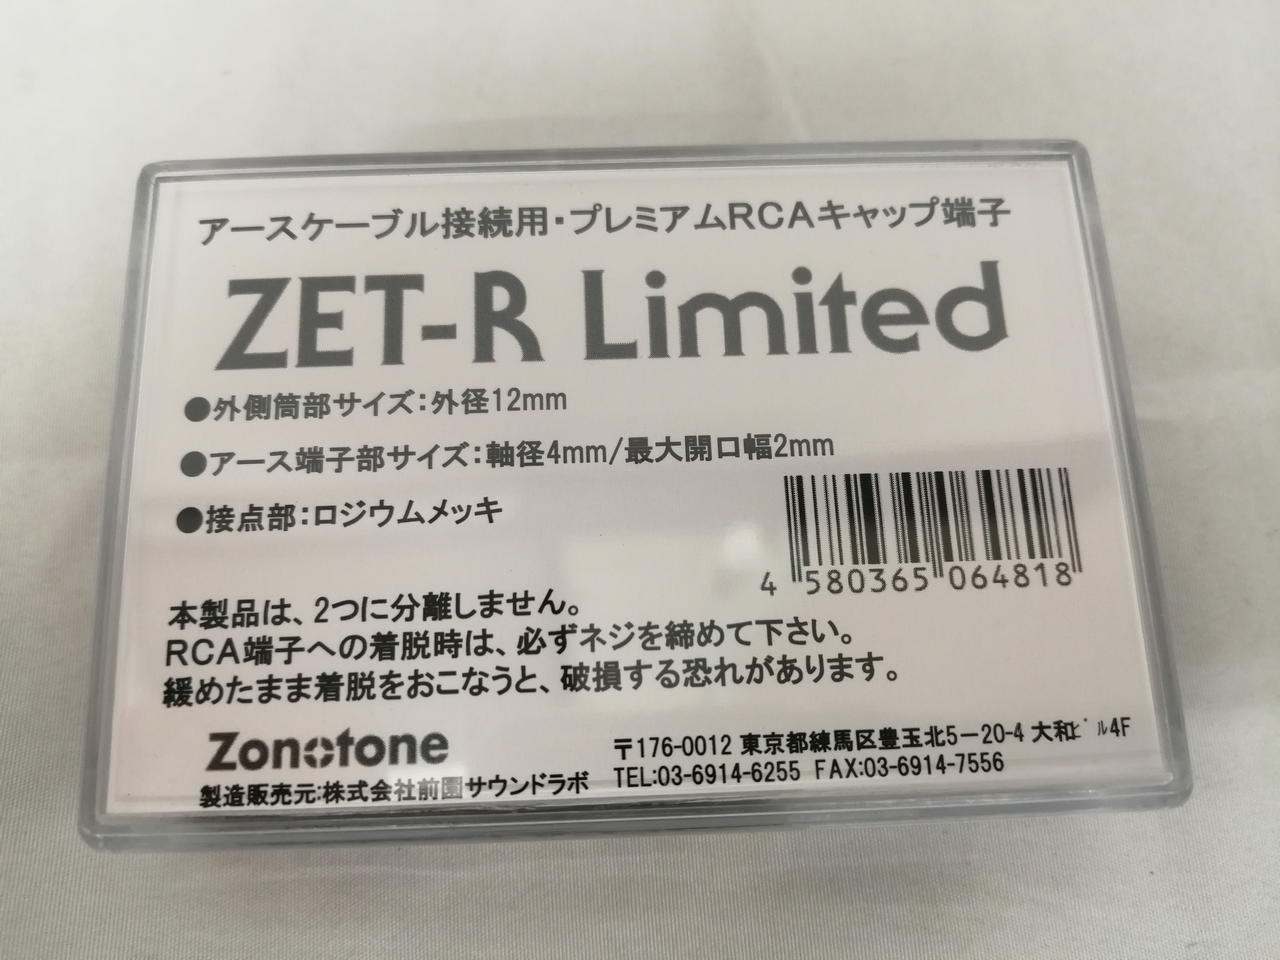 アースケーブル接続用・プレミアムRCAキャップ端子
ZET-R Limited
●外側筒部サイズ：外径12mm
●アース端子部サイズ：軸径4mm/最大開口幅2mm
●接点部：ロジウムメッキ
4 580365 064818
本製品は、2つに分離しません。
RCA端子への着脱時は、必ずネジを締めて下さい。
緩めたまま着脱をおこなうと、破損する恐れがあります。
Zonotone
製造販売元:株式会社前園サウンドラボ
〒176-0012 東京都練馬区豊玉北5－20-4 大和ﾋﾞﾙ4F
TEL:03-6914-6255 FAX:03-6914-7556